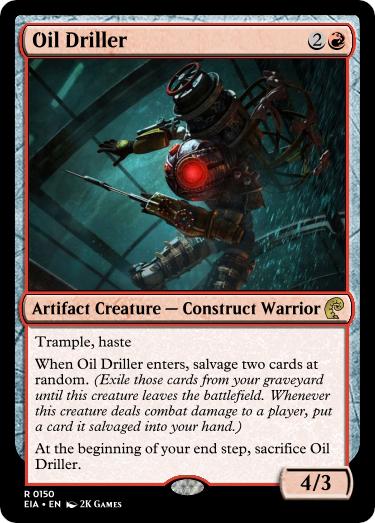 Oil Driller 2
Artifact Creature — Construct Warrior
Trample, haste
When Oil Driller enters, salvage two cards at
random. (Exile those cards from your graveyard
until this creature leaves the battlefield. Whenever
this creature deals combat damage to a player, put
a card it salvaged into your hand.)
At the beginning of your end step, sacrifice Oil
Driller.
4/3
R 0150
EIA • EN 2K Games